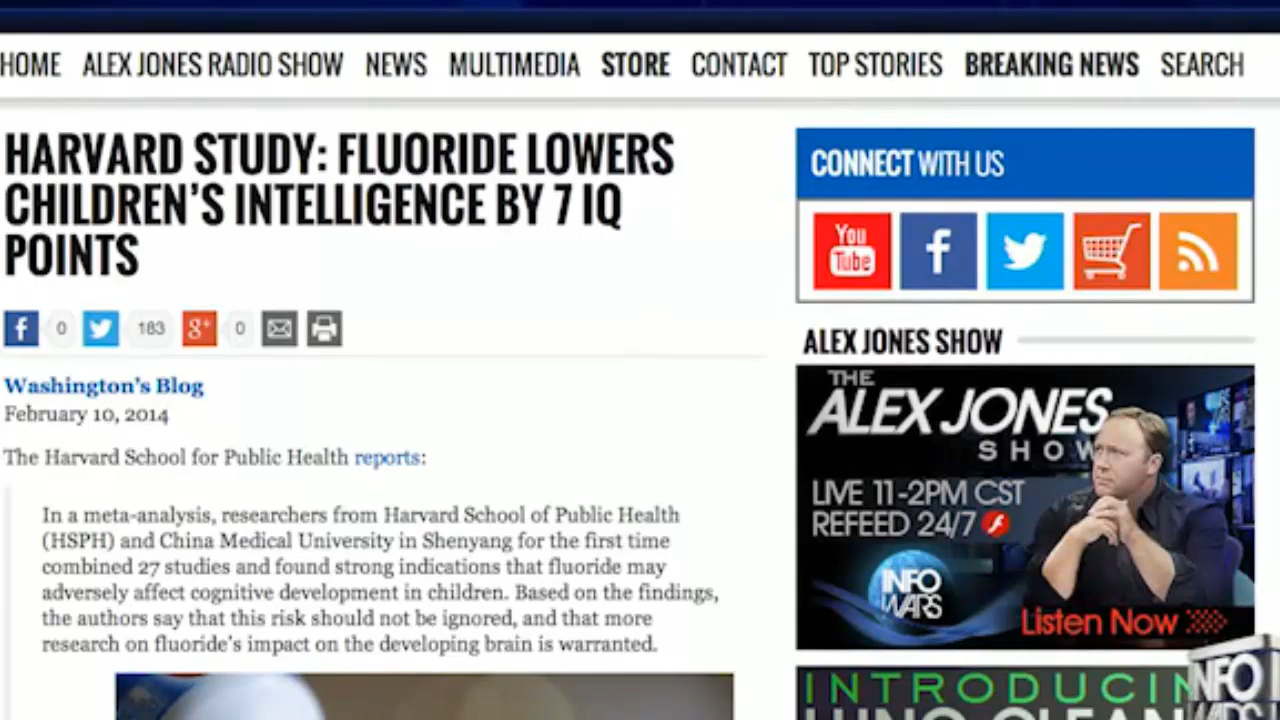 HOME ALEX JONES RADIO SHOW NEWS MULTIMEDIA STORE CONTACT TOP STORIES BREAKING NEWS SEARCH
HARVARD STUDY: FLUORIDE LOWERS
CHILDREN'S INTELLIGENCE BY 7 IQ
POINTS
0 183 g+ 0
Washington's Blog
February 10, 2014
The Harvard School for Public Health reports:
In a meta-analysis, researchers from Harvard School of Public Health
(HSPH) and China Medical University in Shenyang for the first time
combined 27 studies and found strong indications that fluoride may
adversely affect cognitive development in children. Based on the findings,
the authors say that this risk should not be ignored, and that more
research on fluoride's impact on the developing brain is warranted.
CONNECT WITH US
You
Tube
ALEX JONES SHOW
THE
ALEX JONES
SHOW
LIVE 11-2PM CST
REFEED 24/7
INFO
WARS
Listen Now
INTRODUCIN
LUNG CLEAN
INFO
WARS